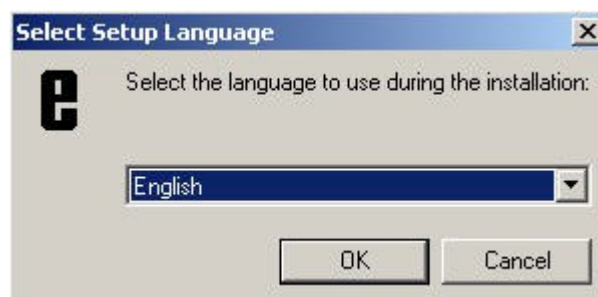 Select Setup Language
e
Select the language to use during the installation:
English
OK
Cancel